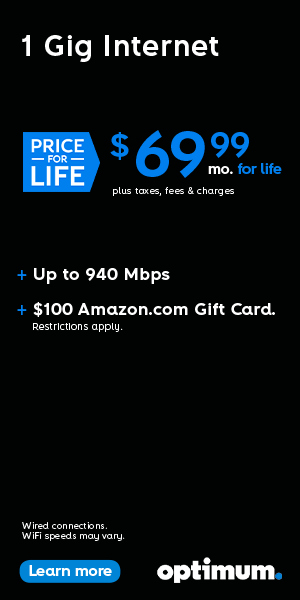 1 Gig Internet
PRICE
FOR
LIFE
$69 99
mo. for life
plus taxes, fees & charges
+ Up to 940 Mbps
+ $100 Amazon.com Gift Card.
Restrictions apply.
Wired connections.
WiFi speeds may vary.
Learn more
optimum.